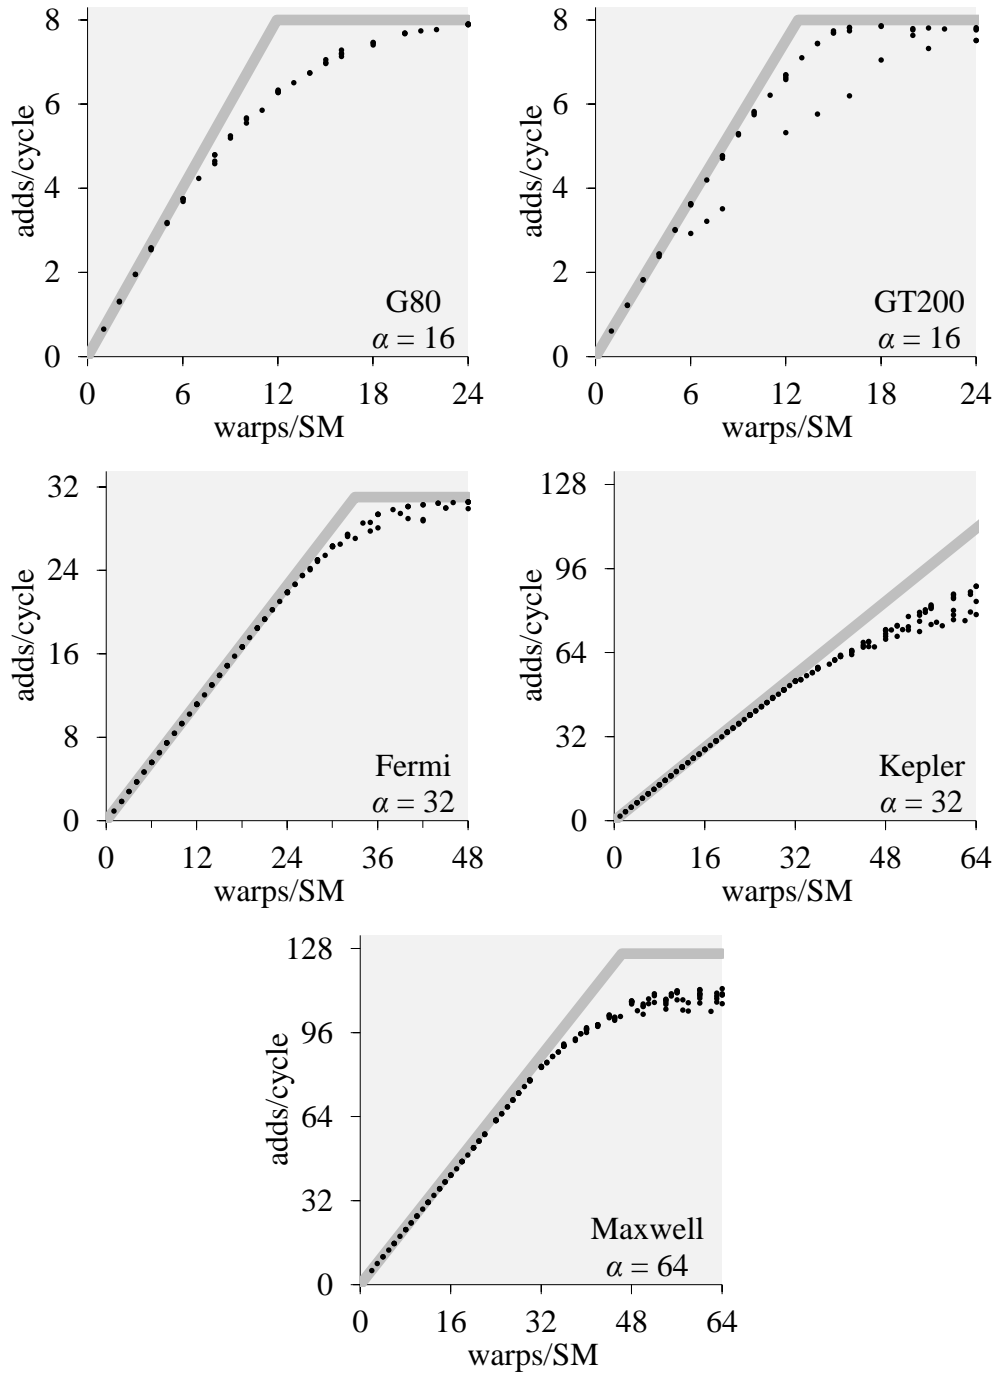 8
6
4
2
0
adds/cycle
G80
α = 16
0 6 12 18 24
warps/SM
8
6
4
2
0
adds/cycle
GT200
α = 16
0 6 12 18 24
warps/SM
32
24
16
8
0
adds/cycle
Fermi
α = 32
0 12 24 36 48
warps/SM
128
96
64
32
0
adds/cycle
Kepler
α = 32
0 16 32 48 64
warps/SM
128
96
64
32
0
adds/cycle
Maxwell
α = 64
0 16 32 48 64
warps/SM